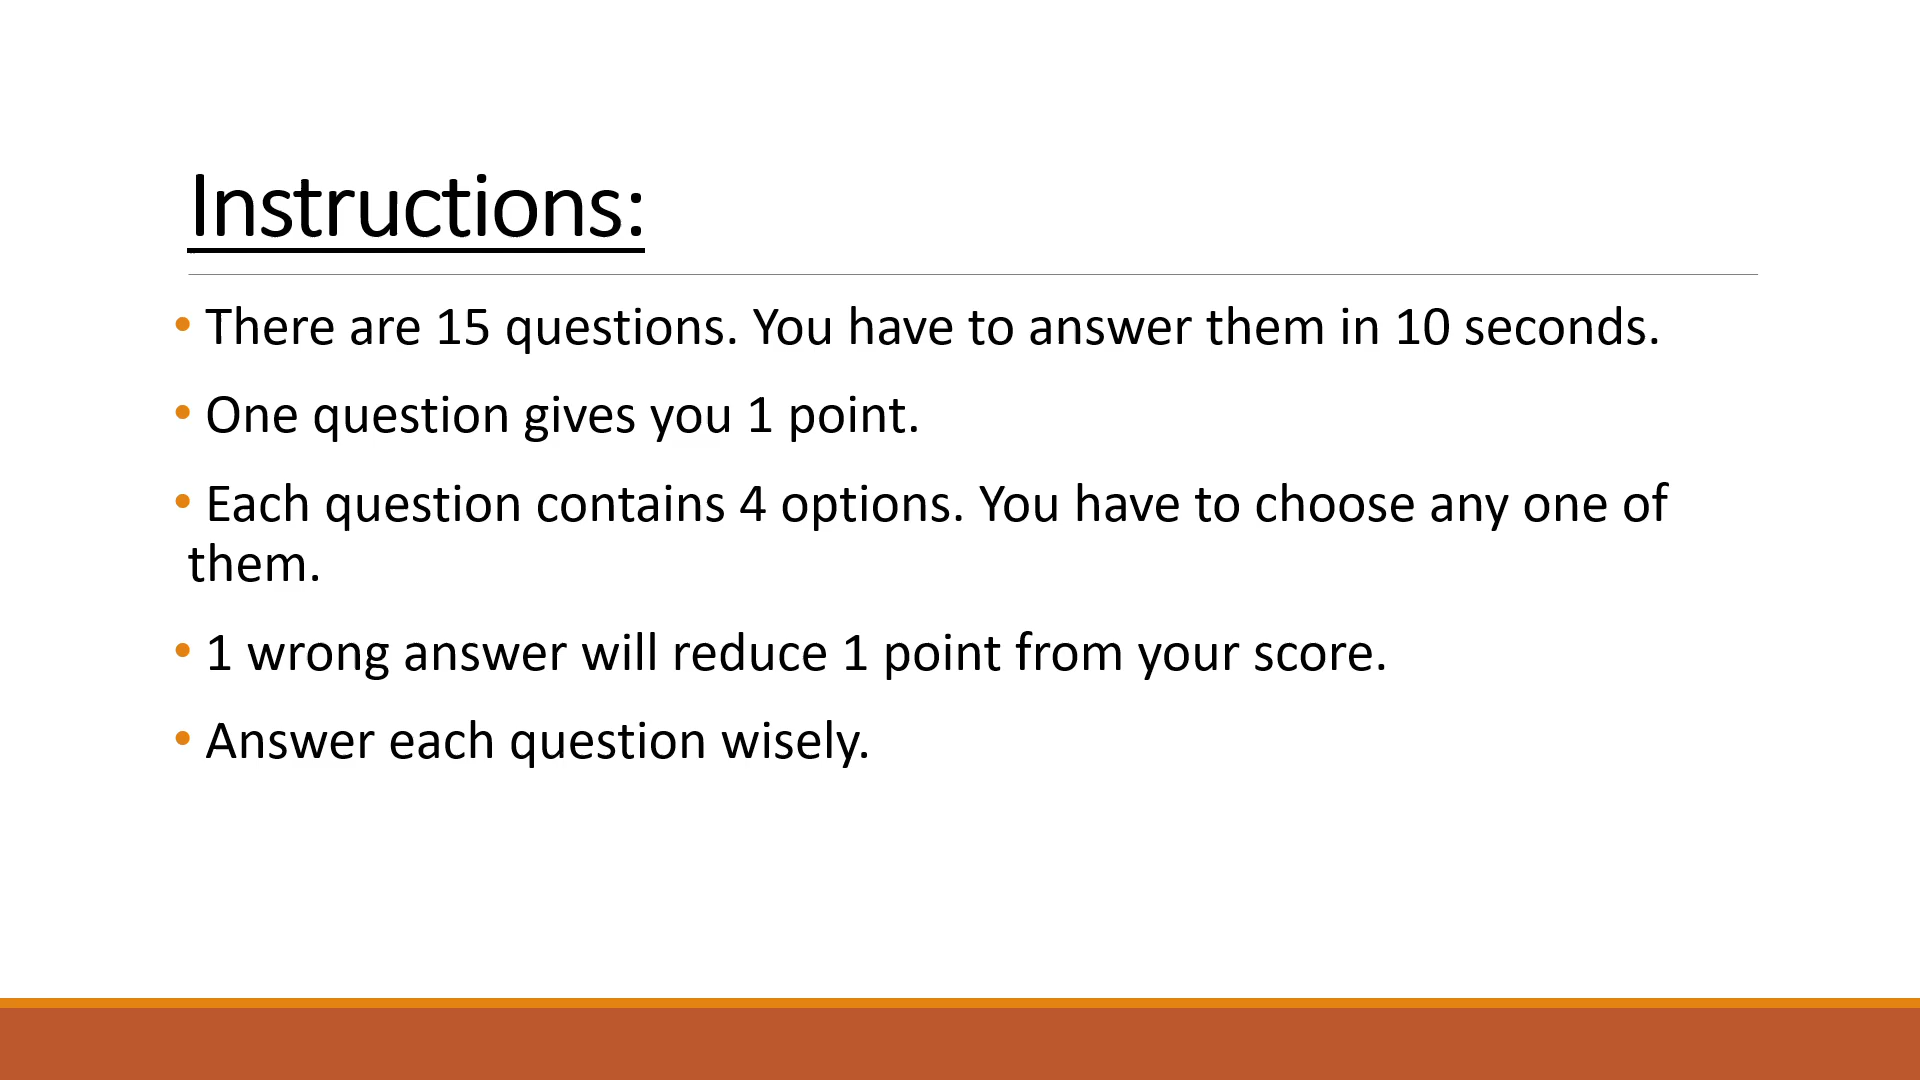 Instructions:
• There are 15 questions. You have to answer them in 10 seconds.
• One question gives you 1 point.
• Each question contains 4 options. You have to choose any one of
them.
• 1 wrong answer will reduce 1 point from your score.
• Answer each question wisely.